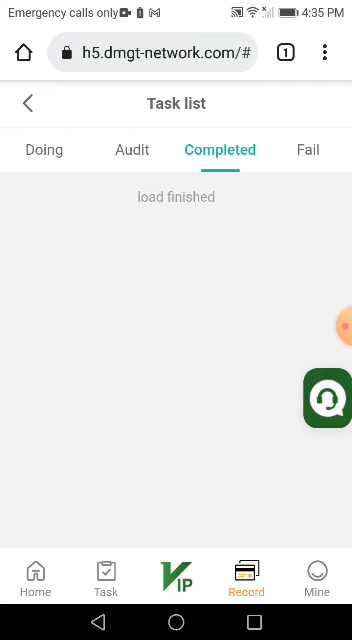 Emergency calls only 4:35 PM
h5.dmgt-network.com/# 1
Task list
Doing Audit Completed Fail
load finished
VIP
Home Task Record Mine